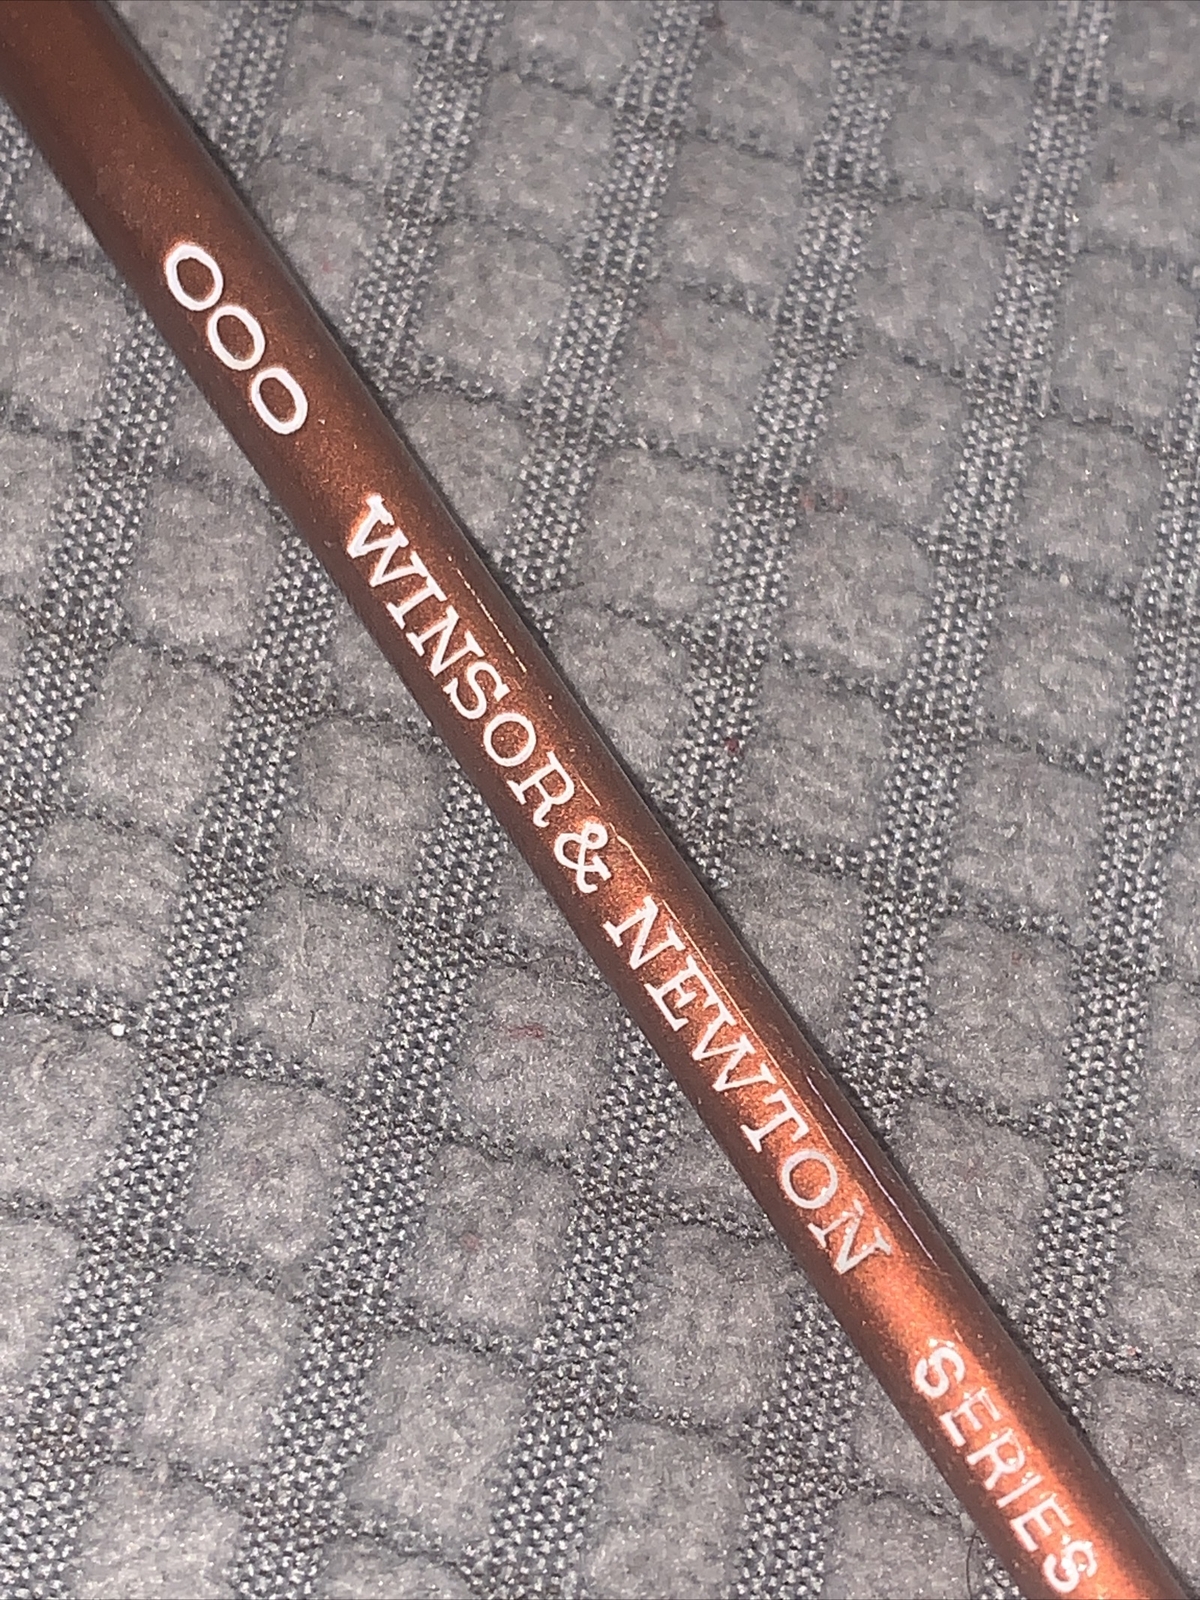 000 WINSOR & NEWTON SERIES